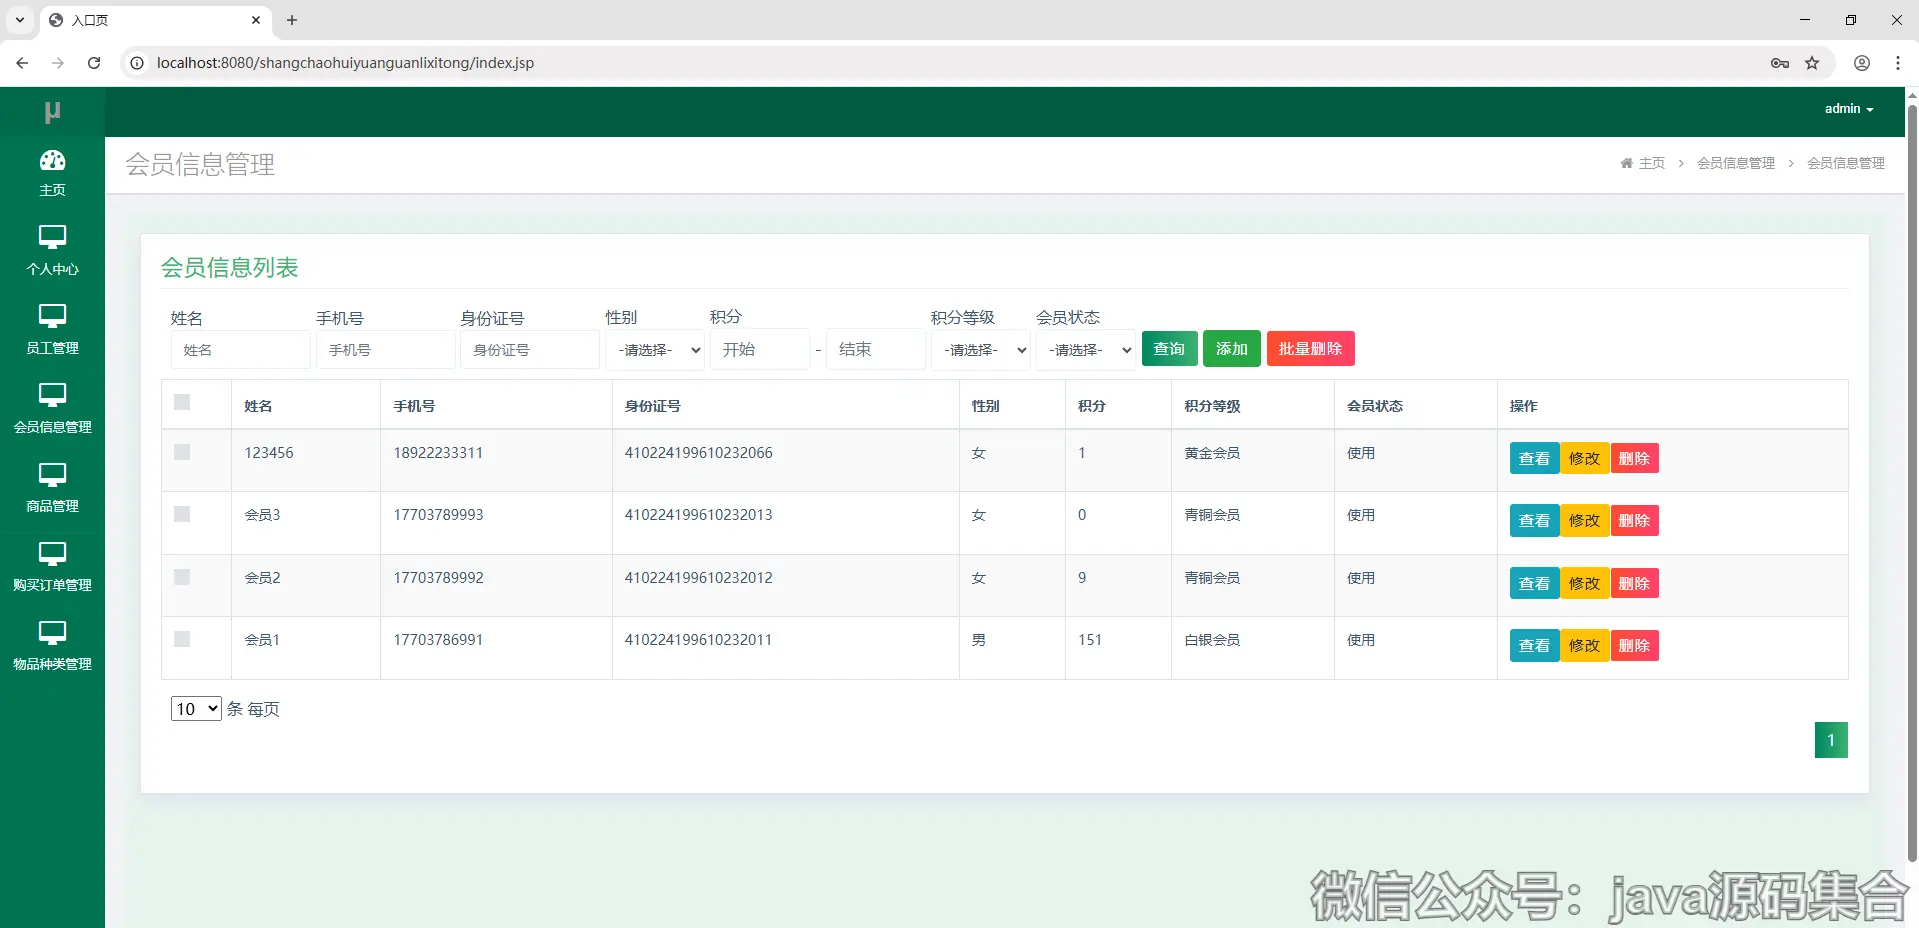 入口页
localhost:8080/shangchaohuiyuanguanlixitong/index.jsp
μ
admin
主页
个人中心
员工管理
会员信息管理
商品管理
购买订单管理
物品种类管理
会员信息管理
主页 > 会员信息管理 > 会员信息管理
会员信息列表
姓名 手机号 身份证号 性别 积分 积分等级 会员状态
姓名 手机号 身份证号 -请选择- 开始 - 结束 -请选择- -请选择- 查询 添加 批量删除
姓名 手机号 身份证号 性别 积分 积分等级 会员状态 操作
123456 18922233311 410224199610232066 女 1 黄金会员 使用 查看 修改 删除
会员3 17703789993 410224199610232013 女 0 青铜会员 使用 查看 修改 删除
会员2 17703789992 410224199610232012 女 9 青铜会员 使用 查看 修改 删除
会员1 17703786991 410224199610232011 男 151 白银会员 使用 查看 修改 删除
10 条 每页
1
微信公众号：java源码集合